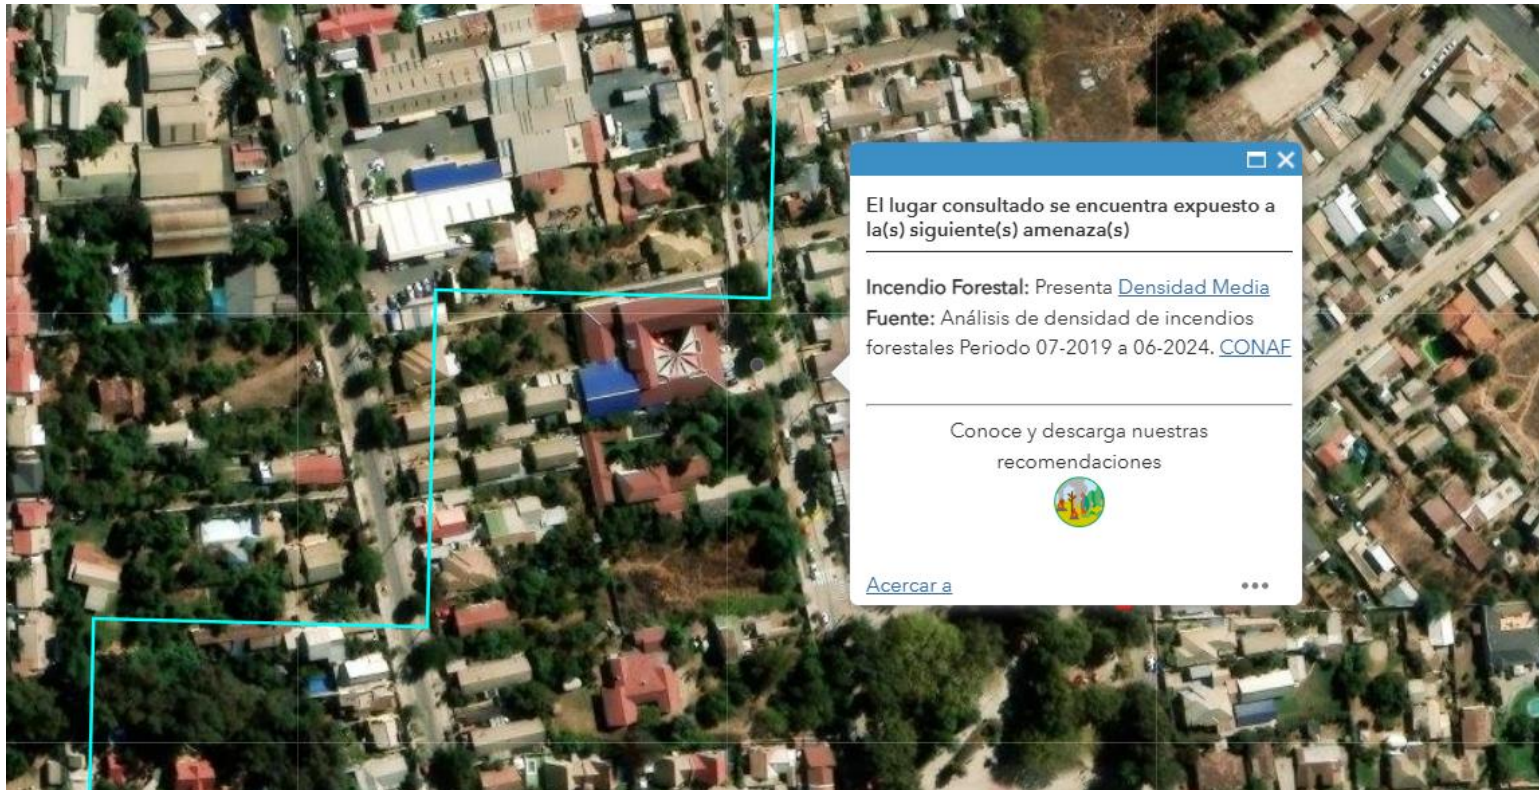 El lugar consultado se encuentra expuesto a
la(s) siguiente(s) amenaza(s)
Incendio Forestal: Presenta Densidad Media
Fuente: Análisis de densidad de incendios
forestales Periodo 07-2019 a 06-2024. CONAF
Conoce y descarga nuestras
recomendaciones
Acercar a